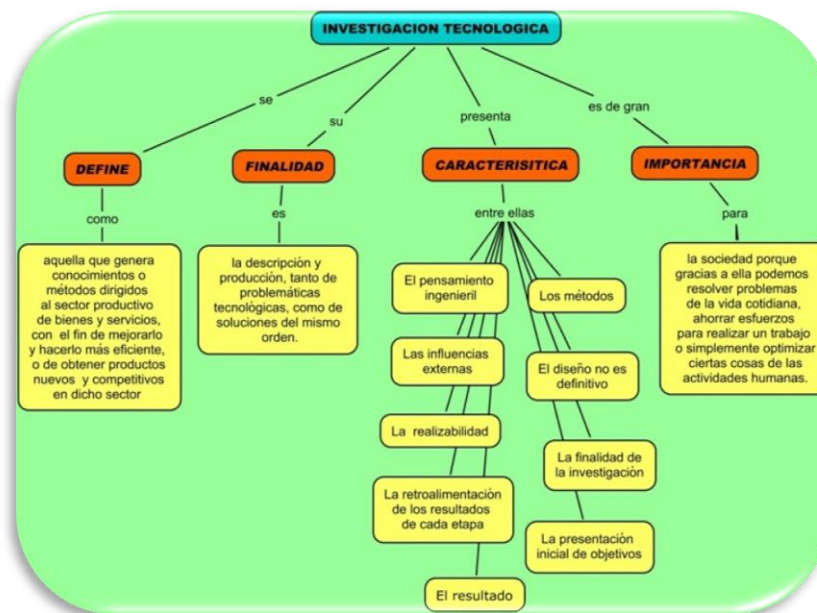 INVESTIGACION TECNOLOGICA
se
su
presenta
es de gran
DEFINE
FINALIDAD
CARACTERISITICA
IMPORTANCIA
como
es
entre ellas
para
aquella que genera
conocimientos o
métodos dirigidos
al sector productivo
de bienes y servicios,
con el fin de mejorarlo
y hacerlo más eficiente,
o de obtener productos
nuevos y competitivos
en dicho sector
la descripción y
producción, tanto de
problemáticas
tecnológicas, como de
soluciones del mismo
orden.
El pensamiento
ingenieril
Las influencias
externas
La realizabilidad
La retroalimentación
de los resultados
de cada etapa
El resultado
Los métodos
El diseño no es
definitivo
La finalidad de
la investigación
La presentación
inicial de objetivos
la sociedad porque
gracias a ella podemos
resolver problemas
de la vida cotidiana,
ahorrar esfuerzos
para realizar un trabajo
o simplemente optimizar
ciertas cosas de las
actividades humanas.